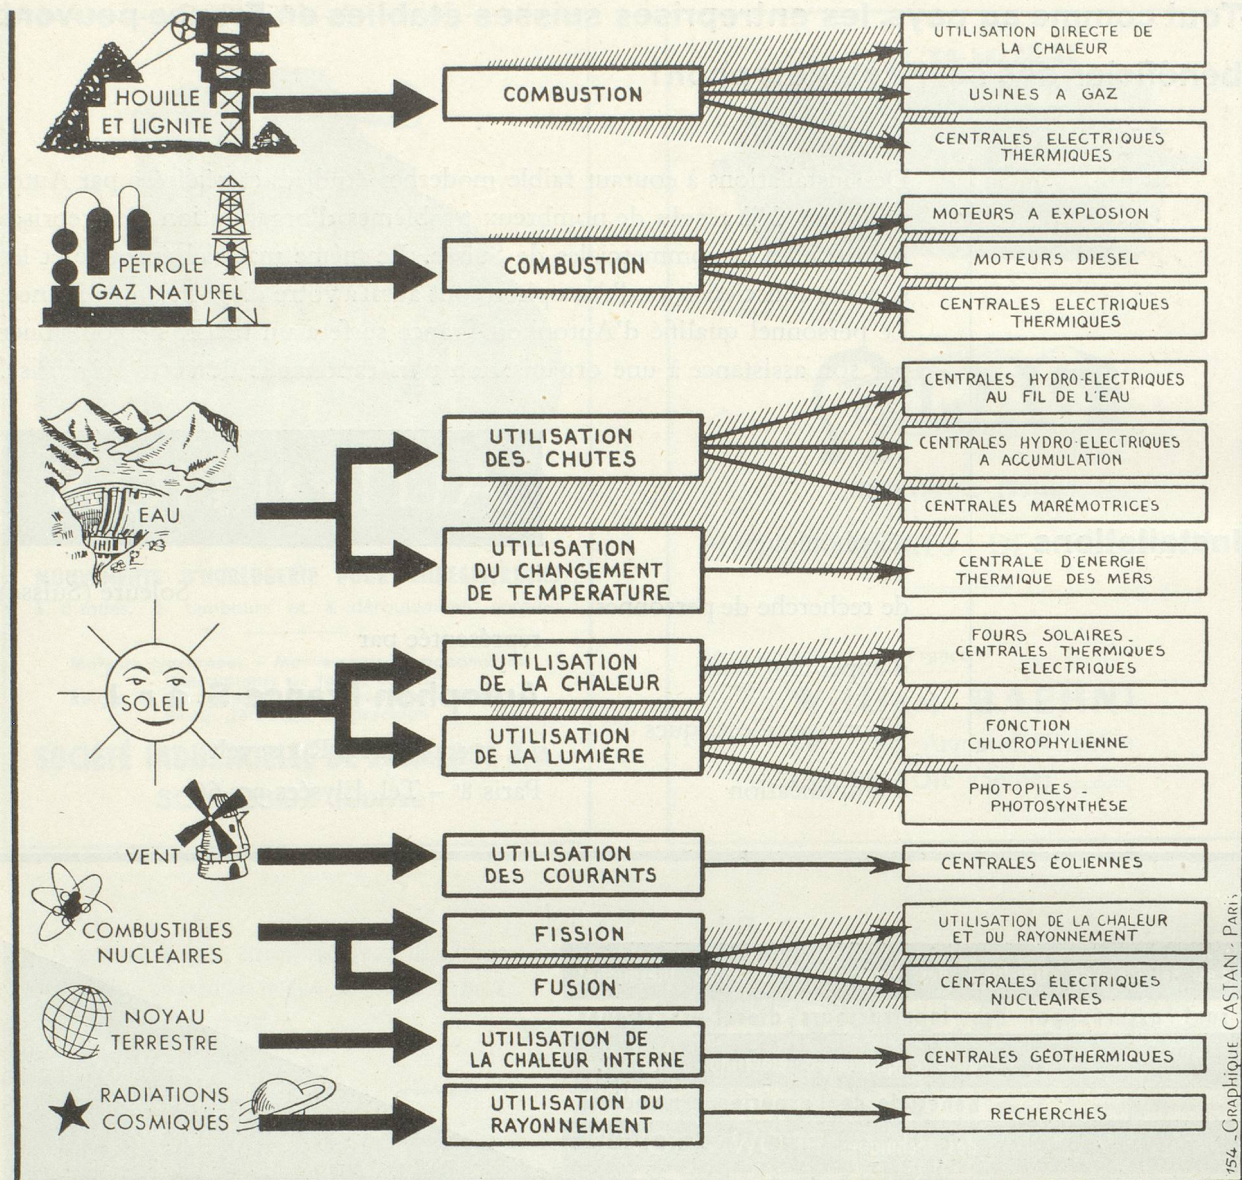 HOUILLE
ET LIGNITE
COMBUSTION
UTILISATION DIRECTE DE
LA CHALEUR
USINES A GAZ
CENTRALES ELECTRIQUES
THERMIQUES
PÉTROLE
GAZ NATUREL
COMBUSTION
MOTEURS A EXPLOSION
MOTEURS DIESEL
CENTRALES ELECTRIQUES
THERMIQUES
EAU
UTILISATION
DES CHUTES
CENTRALES HYDRO-ELECTRIQUES
AU FIL DE L'EAU
CENTRALES HYDRO-ELECTRIQUES
A ACCUMULATION
CENTRALES MARÉMOTRICES
UTILISATION
DU CHANGEMENT
DE TEMPÉRATURE
CENTRALE D'ENERGIE
THERMIQUE DES MERS
SOLEIL
UTILISATION
DE LA CHALEUR
FOURS SOLAIRES -
CENTRALES THERMIQUES
ELECTRIQUES
UTILISATION
DE LA LUMIÈRE
FONCTION
CHLOROPHYLIENNE
PHOTOPILES -
PHOTOSYNTHÈSE
VENT
UTILISATION
DES COURANTS
CENTRALES ÉOLIENNES
COMBUSTIBLES
NUCLÉAIRES
FISSION
FUSION
UTILISATION DE LA CHALEUR
ET DU RAYONNEMENT
CENTRALES ÉLECTRIQUES
NUCLÉAIRES
NOYAU
TERRESTRE
UTILISATION DE
LA CHALEUR INTERNE
CENTRALES GÉOTHERMIQUES
RADIATIONS
COSMIQUES
UTILISATION DU
RAYONNEMENT
RECHERCHES
154 - GRAPHIQUE CASTAN - PARIS